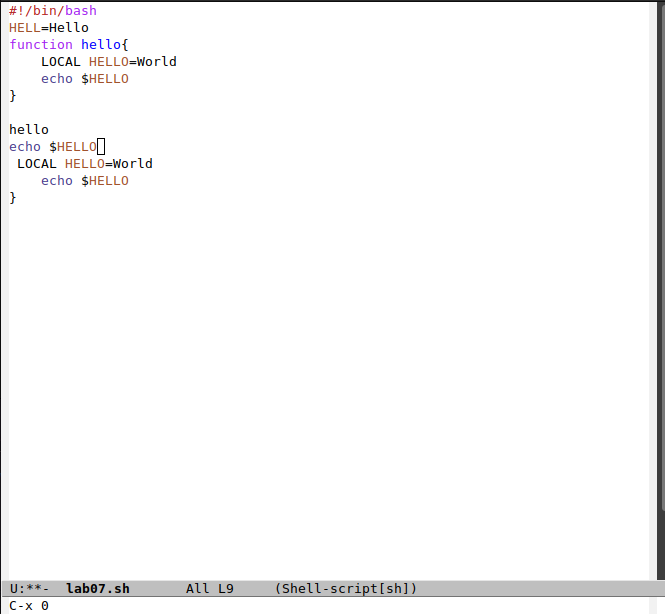 #!/bin/bash
HELL=Hello
function hello{
    LOCAL HELLO=World
    echo $HELLO
}

hello
echo $HELLO
 LOCAL HELLO=World
    echo $HELLO
}
U:**-  lab07.sh       All L9     (Shell-script[sh])
C-x 0